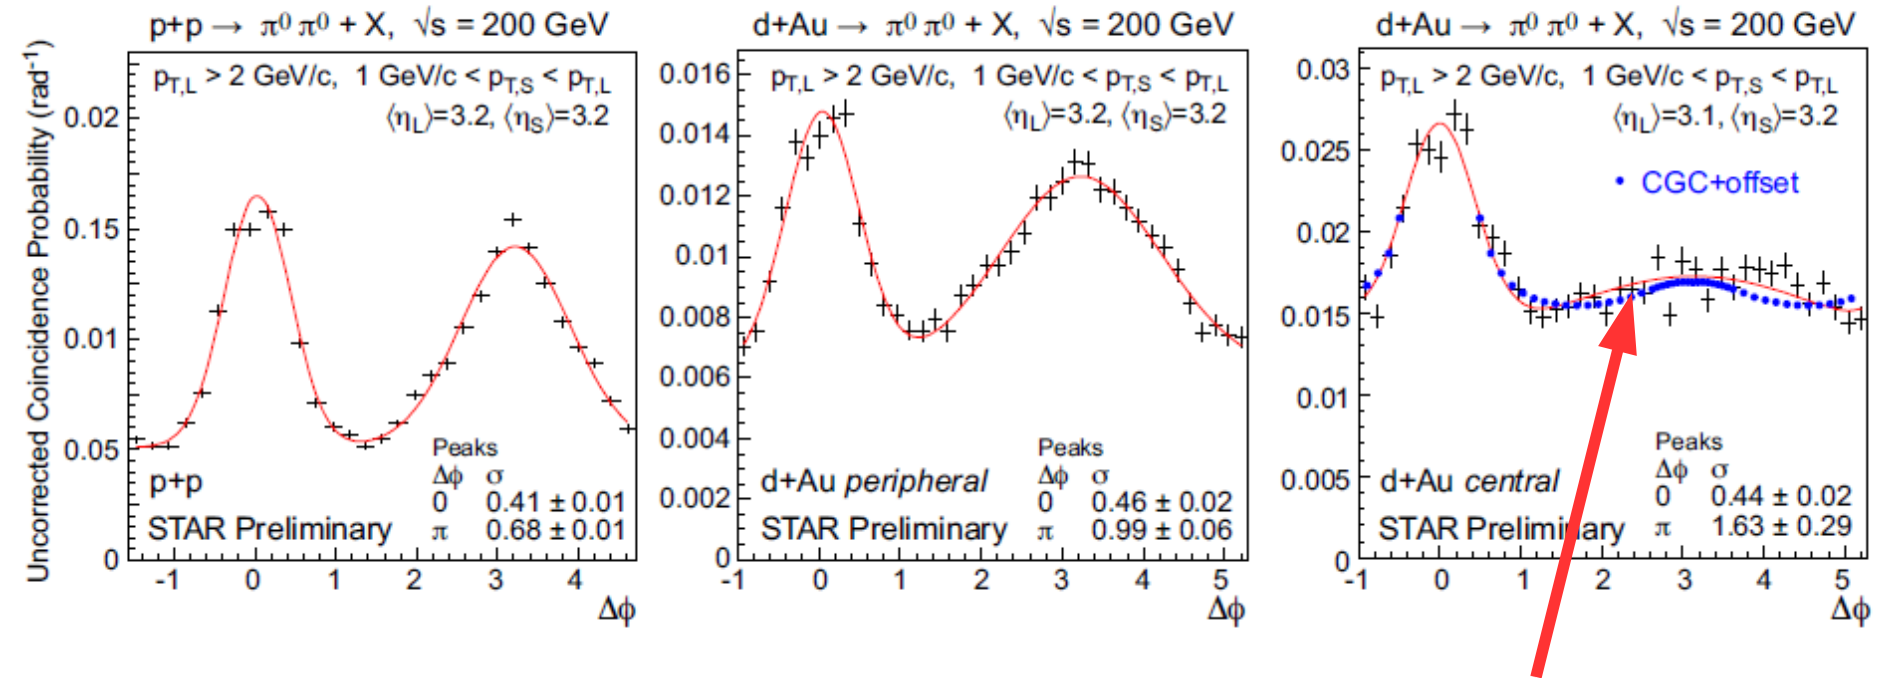 Uncorrected Coincidence Probability (rad⁻¹)
p+p → π⁰ π⁰ + X, √s = 200 GeV
p_T,L > 2 GeV/c, 1 GeV/c < p_T,S < p_T,L
⟨η_L⟩=3.2, ⟨η_S⟩=3.2
0.02
0.15
0.01
0.05
0
Peaks
Δϕ σ
0 0.41 ± 0.01
π 0.68 ± 0.01
p+p
STAR Preliminary
-1 0 1 2 3 4
Δϕ
d+Au → π⁰ π⁰ + X, √s = 200 GeV
p_T,L > 2 GeV/c, 1 GeV/c < p_T,S < p_T,L
⟨η_L⟩=3.2, ⟨η_S⟩=3.2
0.016
0.014
0.012
0.01
0.008
0.006
0.004
0.002
0
Peaks
Δϕ σ
0 0.46 ± 0.02
π 0.99 ± 0.06
d+Au peripheral
STAR Preliminary
-1 0 1 2 3 4 5
Δϕ
d+Au → π⁰ π⁰ + X, √s = 200 GeV
p_T,L > 2 GeV/c, 1 GeV/c < p_T,S < p_T,L
⟨η_L⟩=3.1, ⟨η_S⟩=3.2
CGC+offset
0.03
0.025
0.02
0.015
0.01
0.005
0
Peaks
Δϕ σ
0 0.44 ± 0.02
π 1.63 ± 0.29
d+Au central
STAR Preliminary
-1 0 1 2 3 4 5
Δϕ